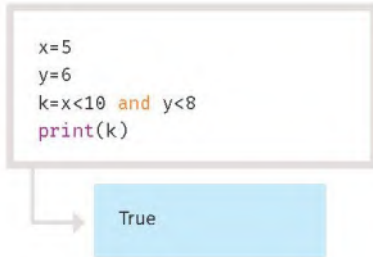 x=5
y=6
k=x<10 and y<8
print(k)
True